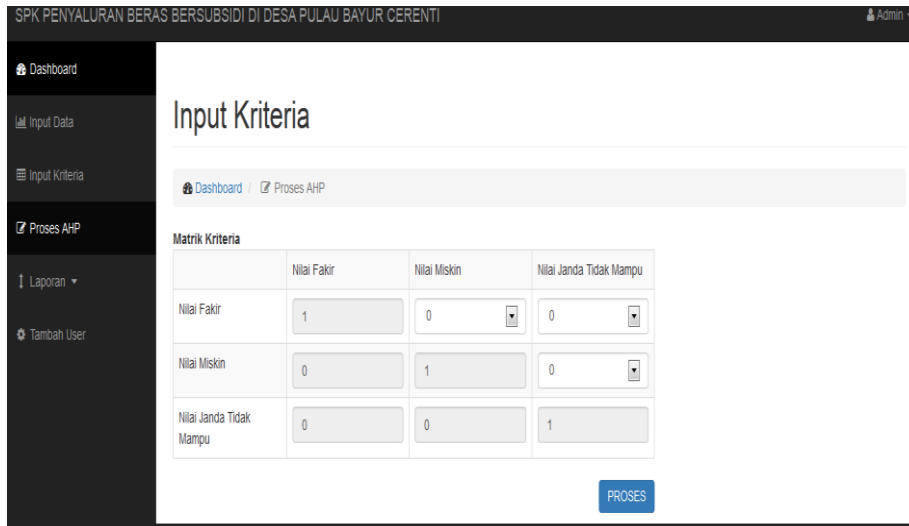 SPK PENYALURAN BERAS BERSUBSIDI DI DESA PULAU BAYUR CERENTI
Admin
Dashboard
Input Data
Input Kriteria
Proses AHP
Laporan
Tambah User
Input Kriteria
Dashboard / Proses AHP
Matrik Kriteria
Nilai Fakir Nilai Miskin Nilai Janda Tidak Mampu
Nilai Fakir 1 0 0
Nilai Miskin 0 1 0
Nilai Janda Tidak
Mampu 0 0 1
PROSES